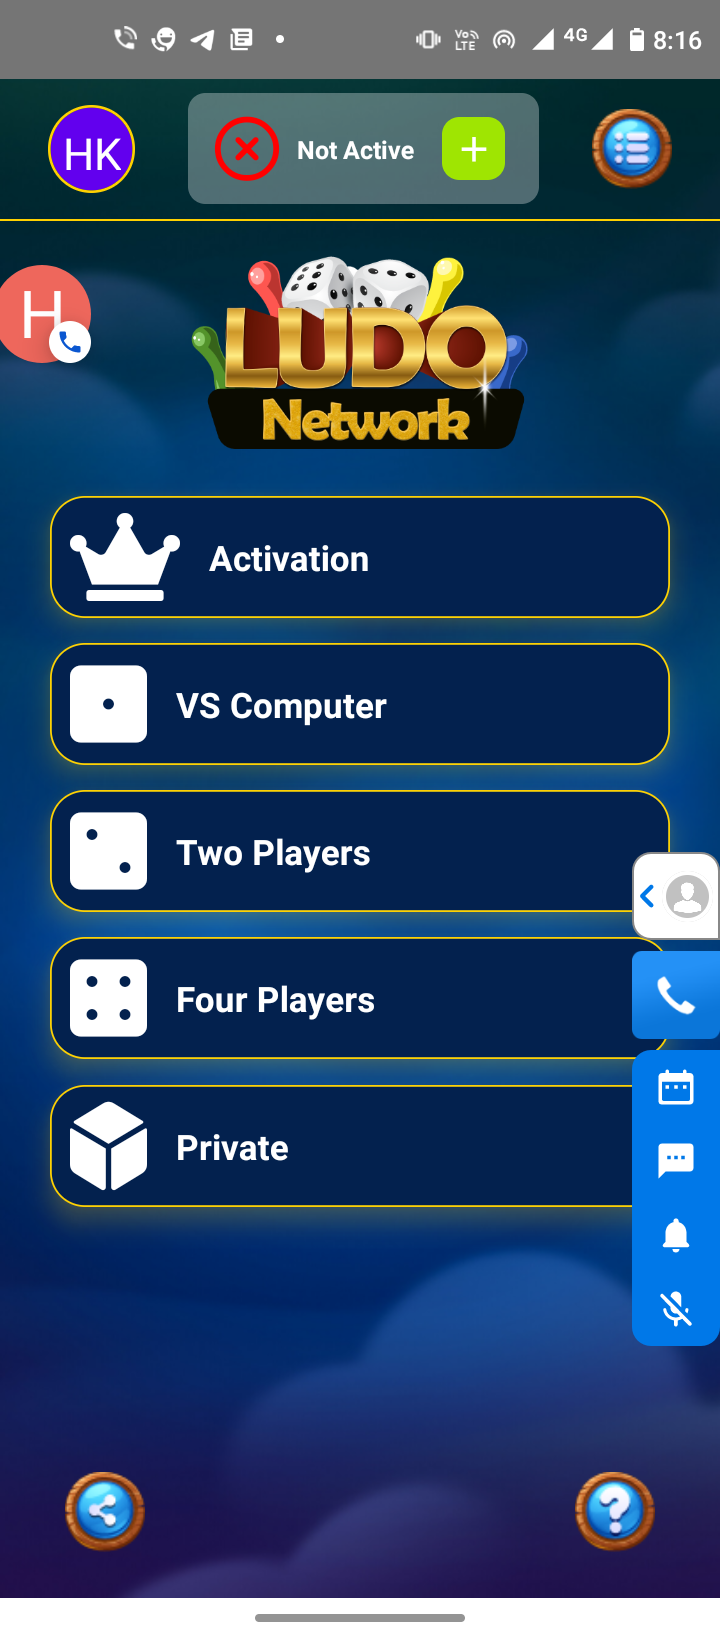 Vo
LTE
4G
8:16
HK
Not Active
H
LUDO
Network
Activation
VS Computer
Two Players
Four Players
Private